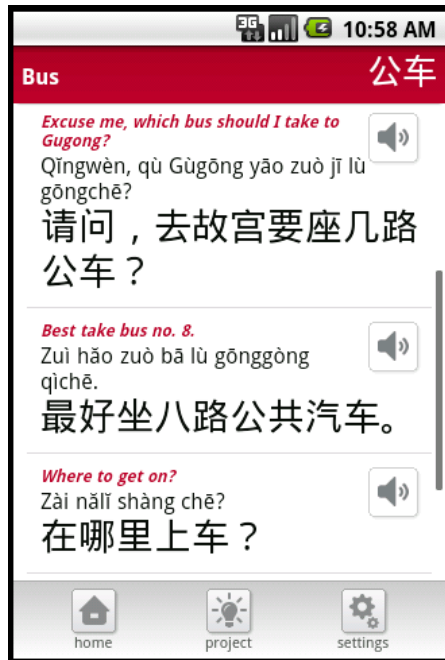 3G 10:58 AM
Bus 公车
Excuse me, which bus should I take to
Gugong?
Qǐngwèn, qù Gùgōng yāo zuò jī lù
gōngchē?
请问，去故宫要座几路
公车？
Best take bus no. 8.
Zuì hǎo zuò bā lù gōnggòng
qìchē.
最好坐八路公共汽车。
Where to get on?
Zài nǎlǐ shàng chē?
在哪里上车？
home project settings